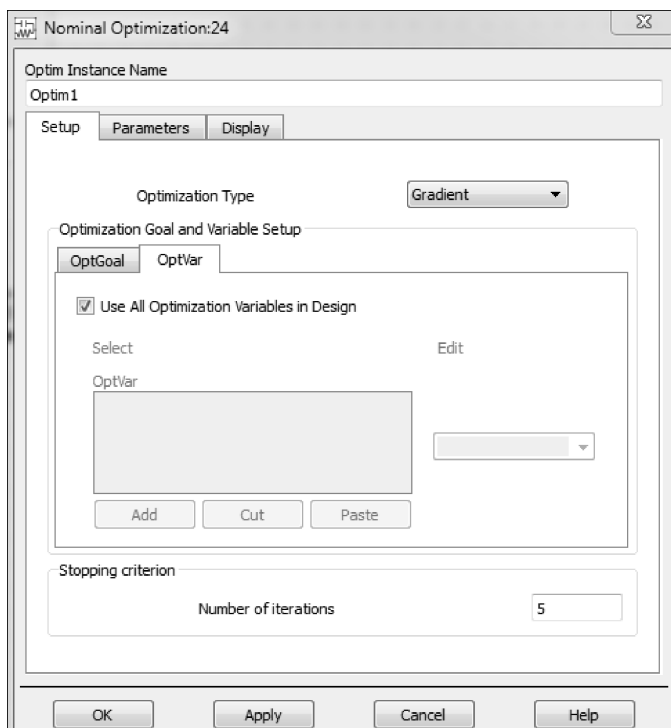 Nominal Optimization:24
Optim Instance Name
Optim1
Setup Parameters Display
Optimization Type Gradient
Optimization Goal and Variable Setup
OptGoal OptVar
Use All Optimization Variables in Design
Select Edit
OptVar
Add Cut Paste
Stopping criterion
Number of iterations 5
OK Apply Cancel Help